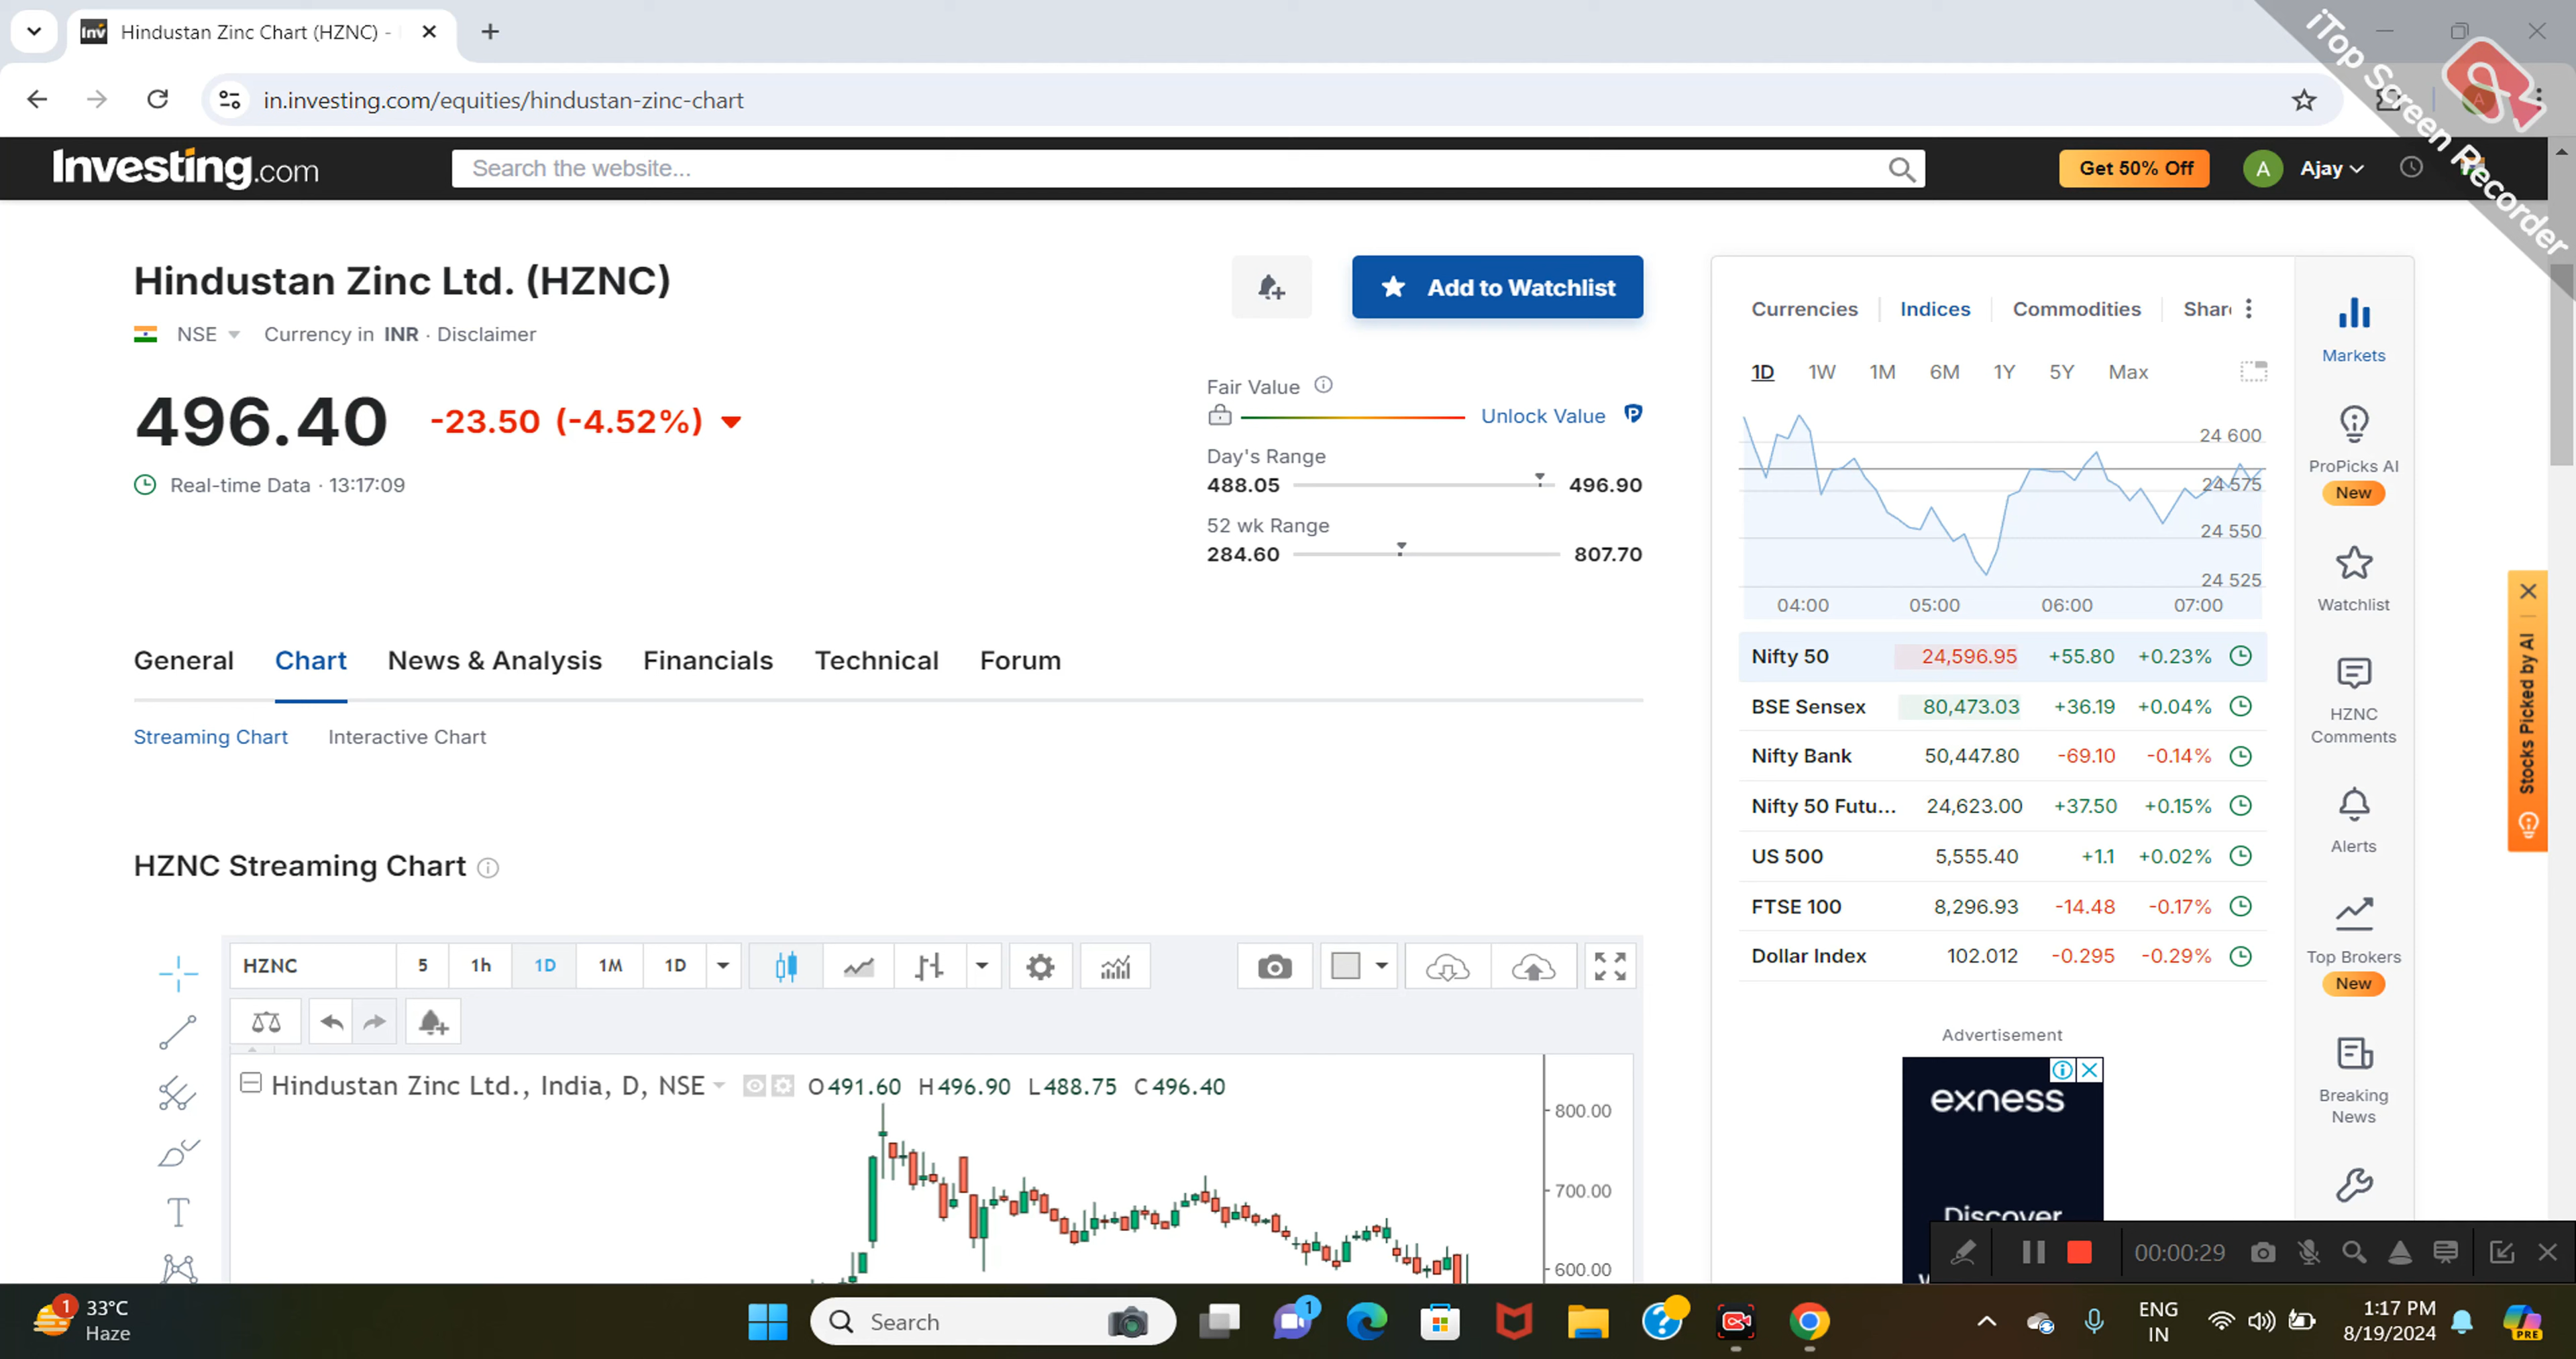 Hindustan Zinc Chart (HZNC) -
in.investing.com/equities/hindustan-zinc-chart
iTop Screen Recorder
Investing.com
Search the website...
Get 50% Off
A
Ajay
Hindustan Zinc Ltd. (HZNC)
NSE Currency in INR · Disclaimer
496.40 -23.50 (-4.52%)
Real-time Data · 13:17:09
Add to Watchlist
Fair Value
Unlock Value
Day's Range
488.05 496.90
52 wk Range
284.60 807.70
General Chart News & Analysis Financials Technical Forum
Streaming Chart Interactive Chart
HZNC Streaming Chart
HZNC 5 1h 1D 1M 1D
Hindustan Zinc Ltd., India, D, NSE O 491.60 H 496.90 L 488.75 C 496.40
800.00
700.00
600.00
Currencies Indices Commodities Shar
1D 1W 1M 6M 1Y 5Y Max
24 600
24 575
24 550
24 525
04:00 05:00 06:00 07:00
Nifty 50 24,596.95 +55.80 +0.23%
BSE Sensex 80,473.03 +36.19 +0.04%
Nifty Bank 50,447.80 -69.10 -0.14%
Nifty 50 Futu... 24,623.00 +37.50 +0.15%
US 500 5,555.40 +1.1 +0.02%
FTSE 100 8,296.93 -14.48 -0.17%
Dollar Index 102.012 -0.295 -0.29%
Advertisement
exness
Discover
Markets
ProPicks AI
New
Watchlist
HZNC
Comments
Alerts
Top Brokers
New
Breaking
News
Stocks Picked by AI
00:00:29
1
33°C
Haze
Search
1
ENG
IN
1:17 PM
8/19/2024
PRE